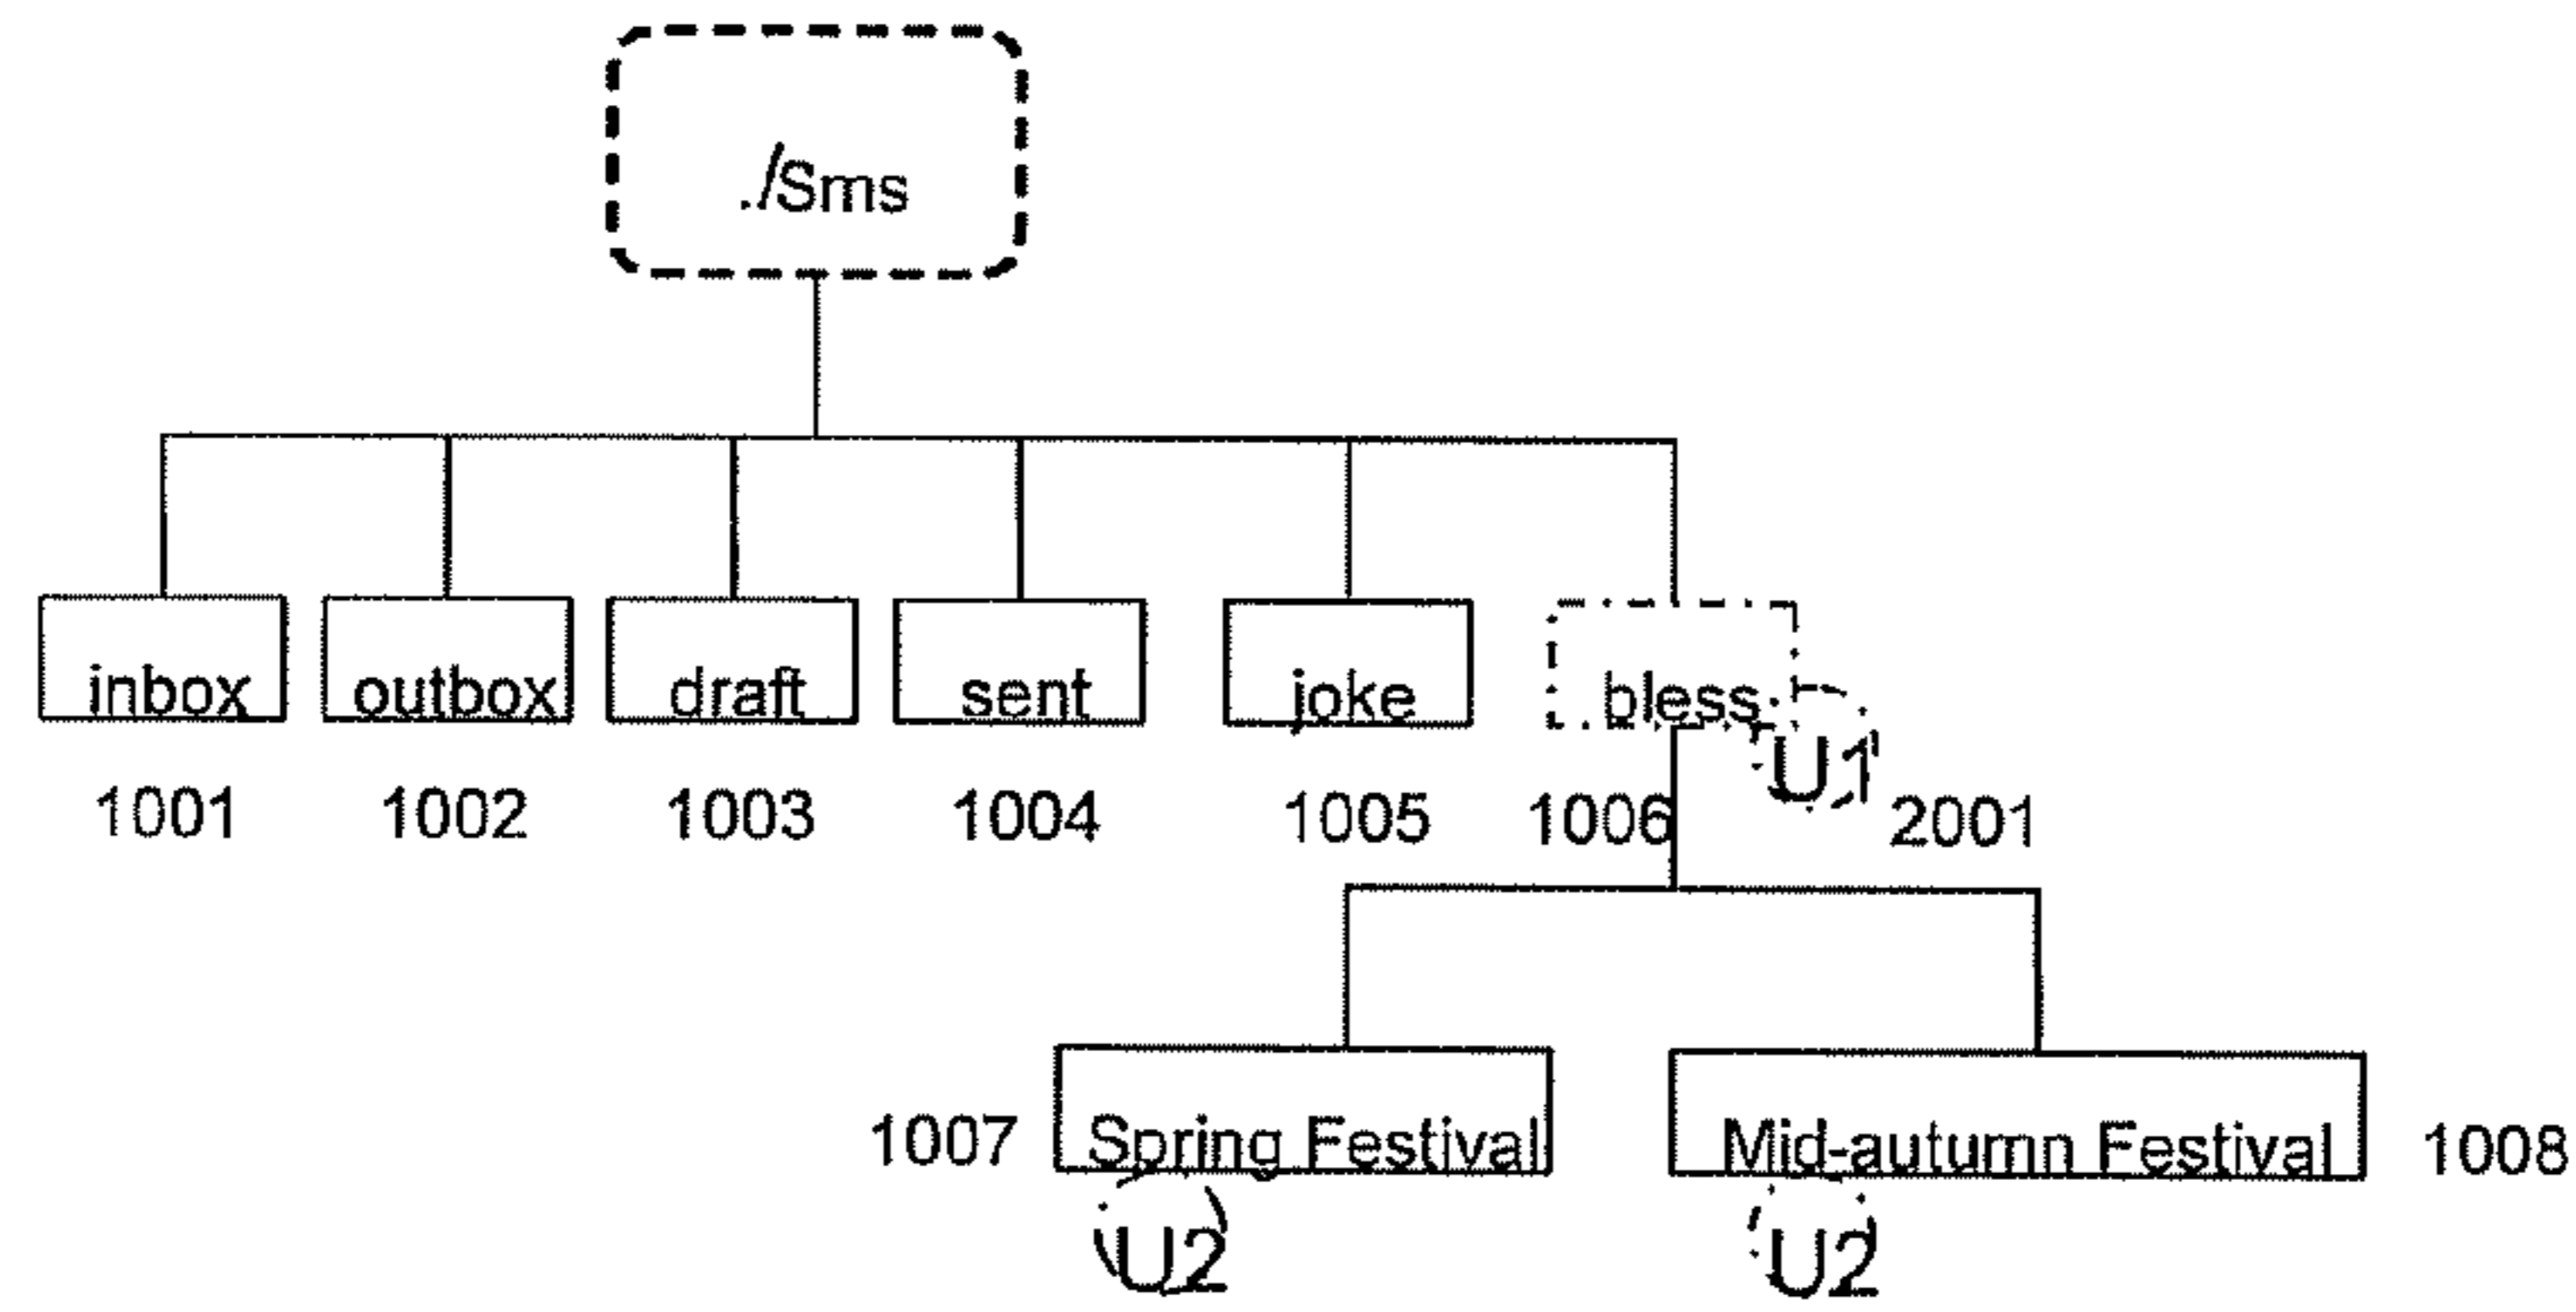 ./Sms
inbox outbox draft sent joke bless
U1
1001 1002 1003 1004 1005 1006 2001
1007 Spring Festival Mid-autumn Festival 1008
U2 U2